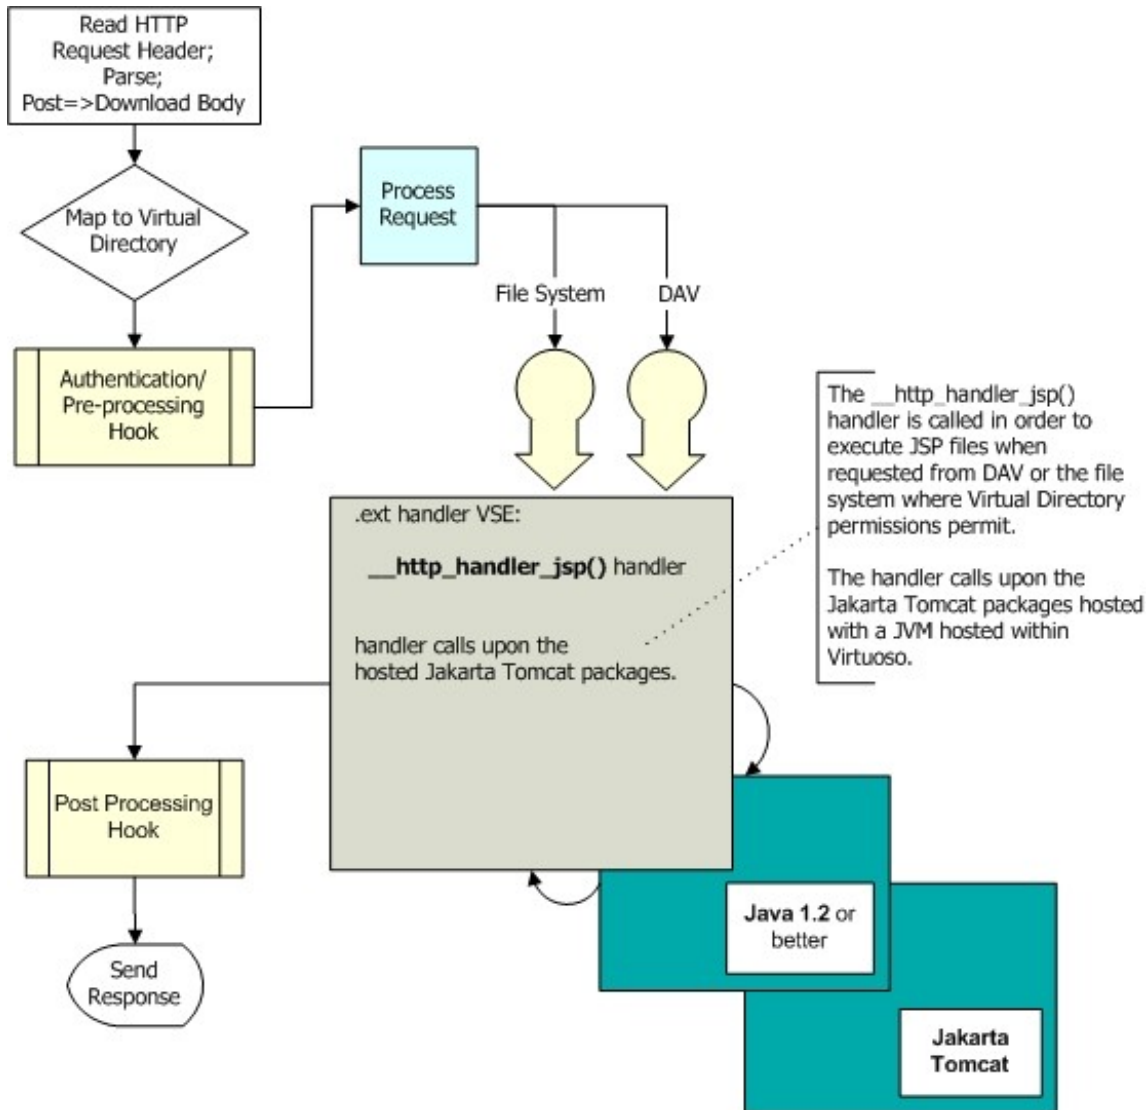 Read HTTP
Request Header;
Parse;
Post=>Download Body
Map to Virtual
Directory
Authentication/
Pre-processing
Hook
Process
Request
File System
DAV
The __http_handler_jsp()
handler is called in order to
execute JSP files when
requested from DAV or the file
system where Virtual Directory
permissions permit.
The handler calls upon the
Jakarta Tomcat packages hosted
with a JVM hosted within
Virtuoso.
.ext handler VSE:
__http_handler_jsp() handler
handler calls upon the
hosted Jakarta Tomcat packages.
Post Processing
Hook
Send
Response
Java 1.2 or
better
Jakarta
Tomcat